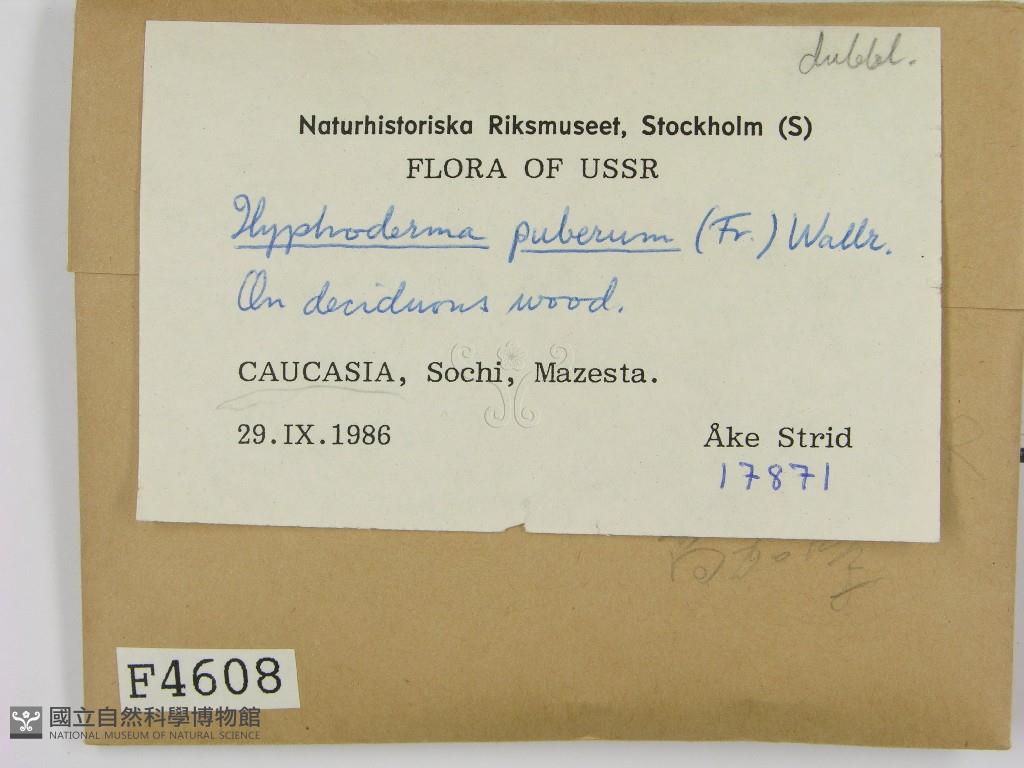 dubbl.
Naturhistoriska Riksmuseet, Stockholm (S)
FLORA OF USSR
Hyphoderma puberum (Fr.) Wallr.
On deciduous wood.
CAUCASIA, Sochi, Mazesta.
29.IX.1986
Åke Strid
17871
F4608
國立自然科學博物館
NATIONAL MUSEUM OF NATURAL SCIENCE